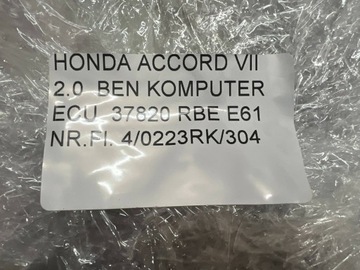 HONDA ACCORD VII
2.0 BEN KOMPUTER
ECU 37820 RBE E61
NR.FI. 4/0223RK/304